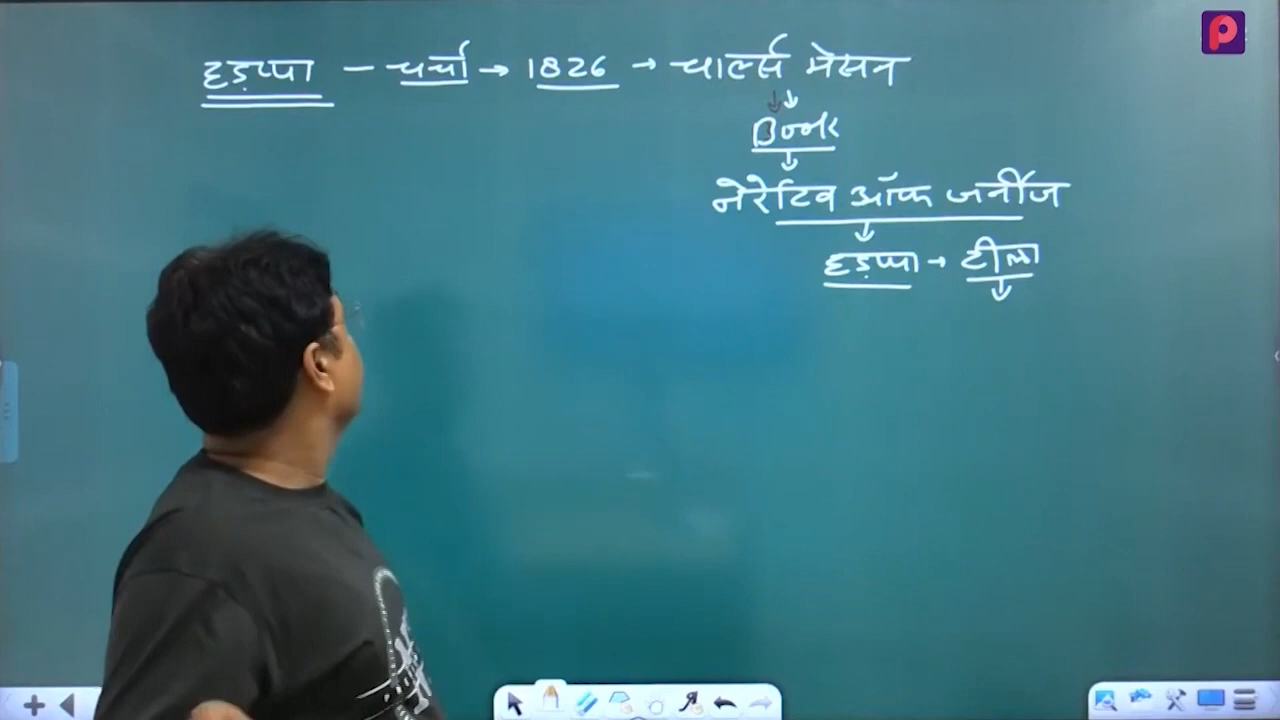 हड़प्पा - चर्चा → 1826 → चार्ल्स मेसन
Book
नेरेटिव ऑफ जर्नीज
हड़प्पा → टीला